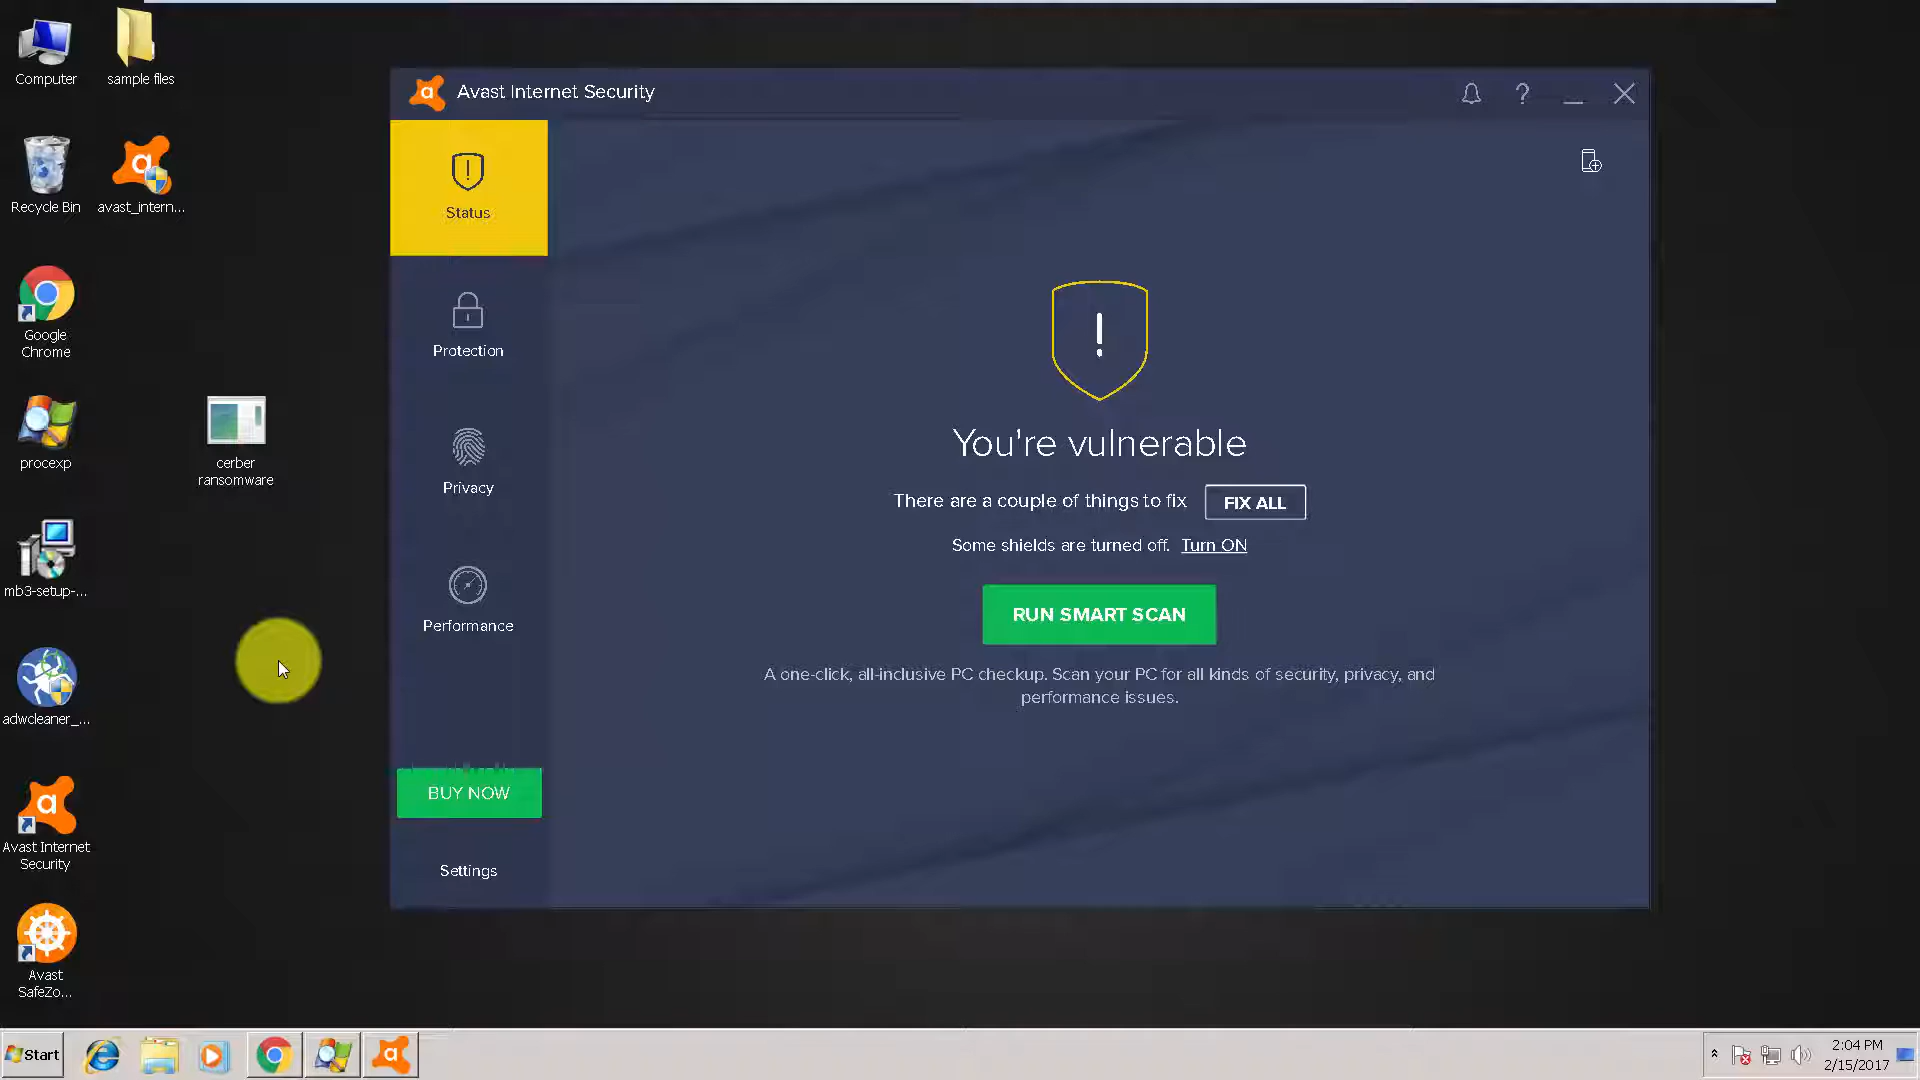 Computer
sample files
Recycle Bin
avast_intern...
Google
Chrome
procexp
cerber
ransomware
mb3-setup-...
adwcleaner_...
Avast Internet
Security
Avast
SafeZo...
a Avast Internet Security
?
Status
Protection
Privacy
Performance
BUY NOW
Settings
!
You're vulnerable
There are a couple of things to fix FIX ALL
Some shields are turned off. Turn ON
RUN SMART SCAN
A one-click, all-inclusive PC checkup. Scan your PC for all kinds of security, privacy, and
performance issues.
Start
2:04 PM
2/15/2017